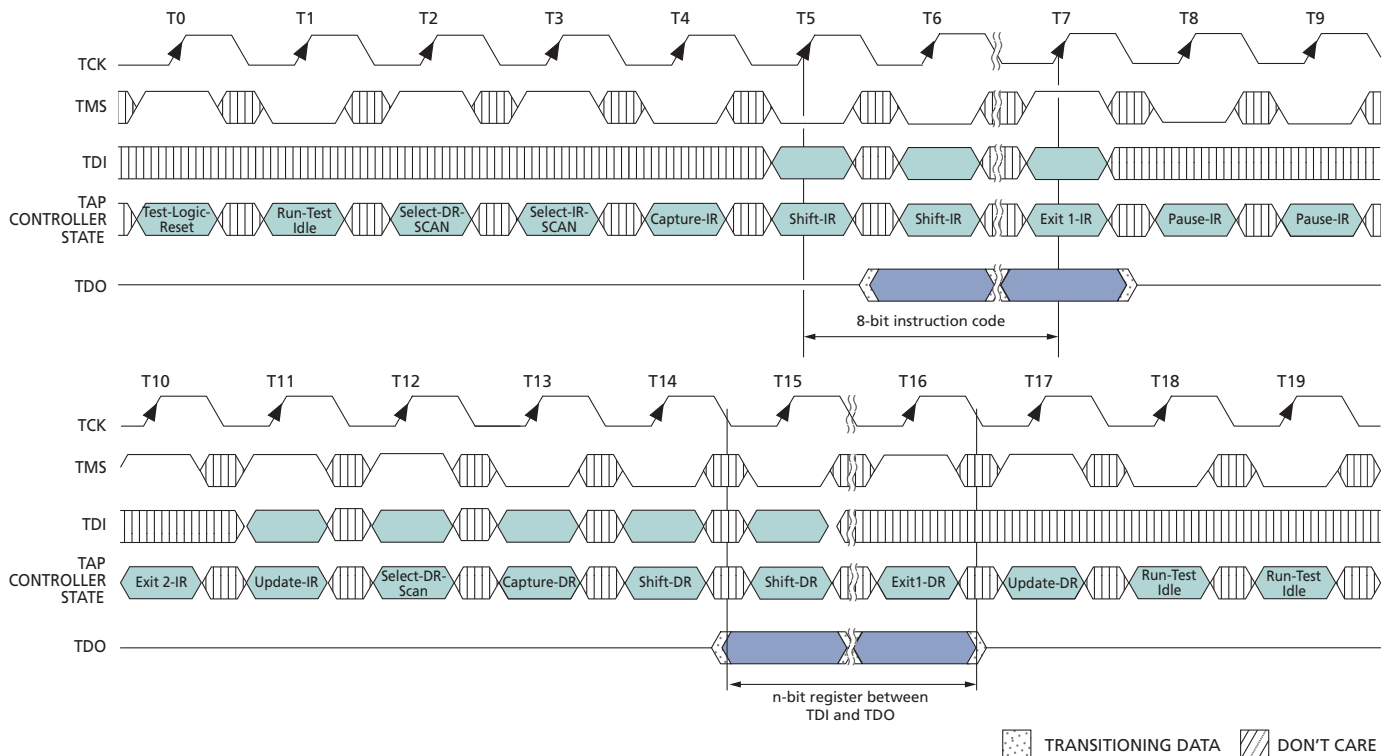 T0 T1 T2 T3 T4 T5 T6 T7 T8 T9
TCK
TMS
TDI
TAP
CONTROLLER
STATE
Test-Logic-
Reset
Run-Test
Idle
Select-DR-
SCAN
Select-IR-
SCAN
Capture-IR
Shift-IR
Shift-IR
Exit 1-IR
Pause-IR
Pause-IR
TDO
8-bit instruction code
T10 T11 T12 T13 T14 T15 T16 T17 T18 T19
TCK
TMS
TDI
TAP
CONTROLLER
STATE
Exit 2-IR
Update-IR
Select-DR-
Scan
Capture-DR
Shift-DR
Shift-DR
Exit1-DR
Update-DR
Run-Test
Idle
Run-Test
Idle
TDO
n-bit register between
TDI and TDO
TRANSITIONING DATA
DON'T CARE